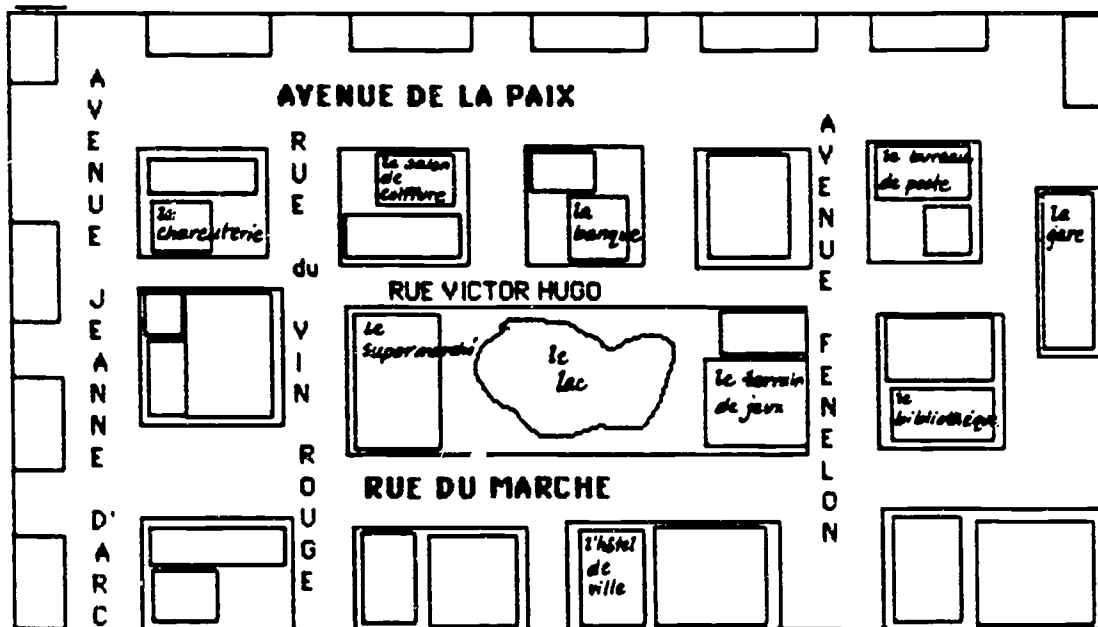 AVENUE DE LA PAIX
AVENUE JEANNE D'ARC
RUE du VIN ROUGE
AVENUE FENELON
le salon
de
coiffure
le bureau
de poste
la
charcuterie
la
banque
la
gare
RUE VICTOR HUGO
le
Supermarché
le
lac
le terrain
de jeux
la
bibliothéque
RUE DU MARCHE
l'hôtel
de
ville